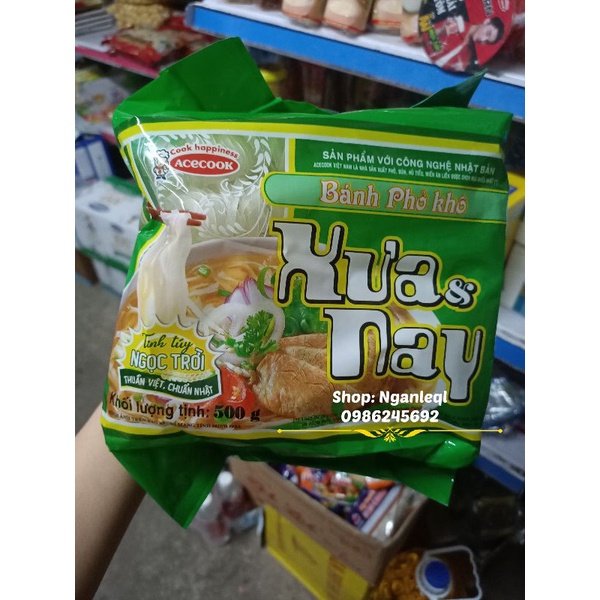 Cook happiness
ACECOOK
SẢN PHẨM VỚI CÔNG NGHỆ NHẬT BẢN
Bánh Phở khô
Xưa &
Nay
Tinh túy
NGỌC TRỜI
THUẦN VIỆT, CHUẨN NHẬT
Khối lượng tịnh: 500 g
Shop: Nganleql
0986245692